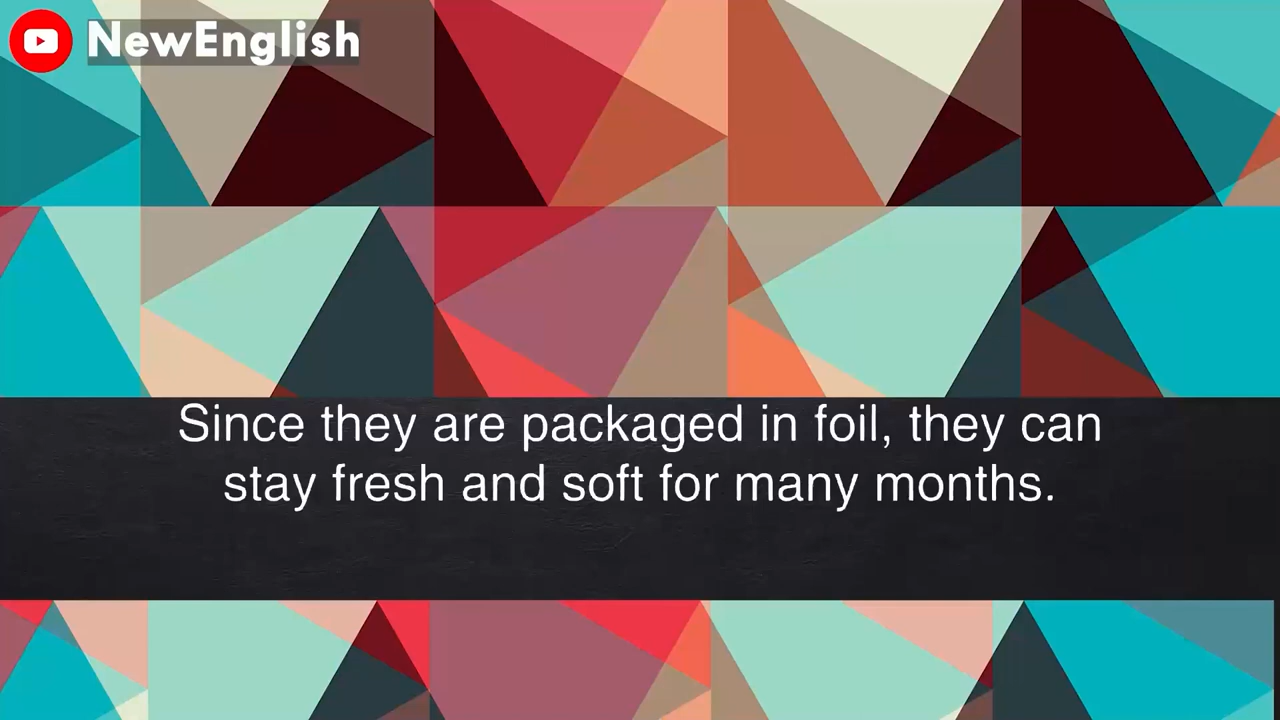 NewEnglish
Since they are packaged in foil, they can
stay fresh and soft for many months.